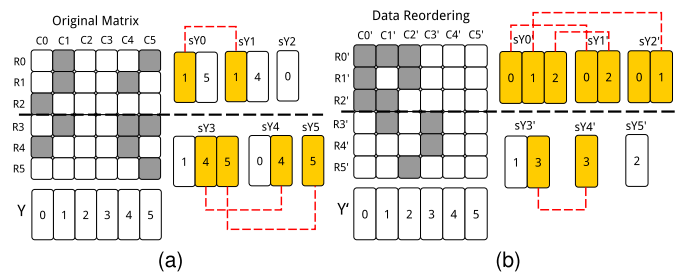 Original Matrix
C0 C1 C2 C3 C4 C5
R0
R1
R2
R3
R4
R5
Y 0 1 2 3 4 5
sY0 sY1 sY2
1 5 1 4 0
sY3 sY4 sY5
1 4 5 0 4 5
(a)
Data Reordering
C0' C1' C2' C3' C4' C5'
R0'
R1'
R2'
R3'
R4'
R5'
Y' 0 1 2 3 4 5
sY0' sY1' sY2'
0 1 2 0 2 0 1
sY3' sY4' sY5'
1 3 3 2
(b)